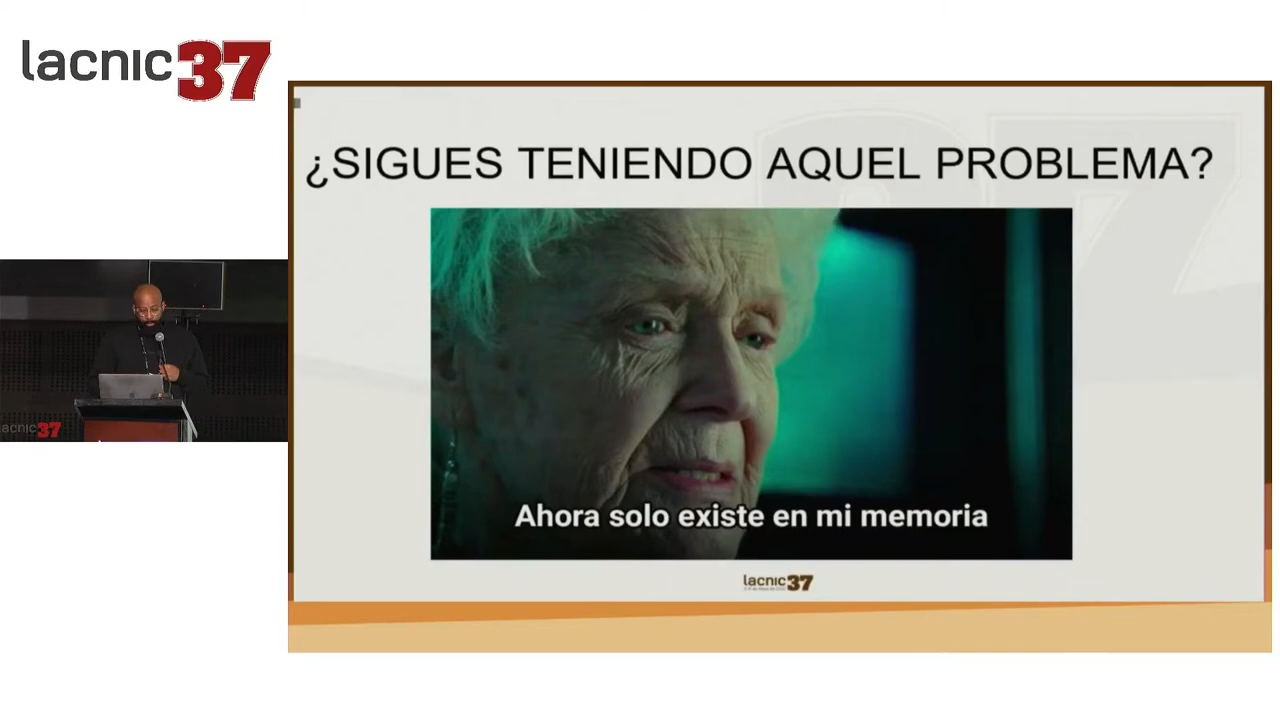 lacnic37
¿SIGUES TENIENDO AQUEL PROBLEMA?
Ahora solo existe en mi memoria
lacnic37
lacnic37